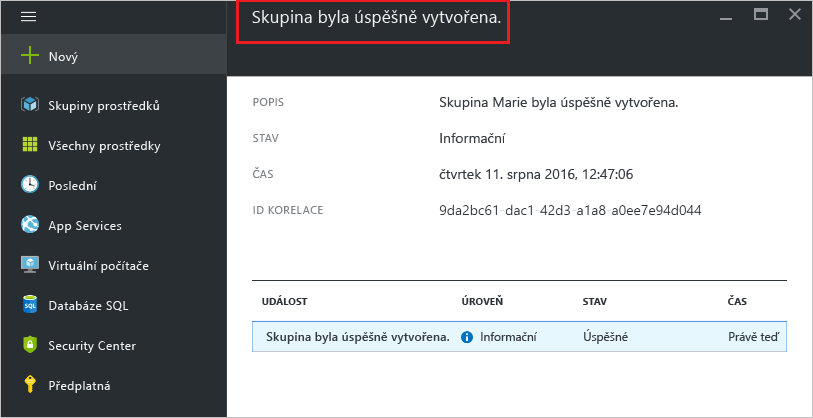 Skupina byla úspěšně vytvořena.
Nový
Skupiny prostředků
Všechny prostředky
Poslední
App Services
Virtuální počítače
Databáze SQL
SQL
Security Center
Předplatná
POPIS Skupina Marie byla úspěšně vytvořena.
STAV Informační
ČAS čtvrtek 11. srpna 2016, 12:47:06
ID KORELACE 9da2bc61-dac1-42d3-a1a8-a0ee7e94d044
UDÁLOST ÚROVEŇ STAV ČAS
Skupina byla úspěšně vytvořena. Informační Úspěšné Právě teď